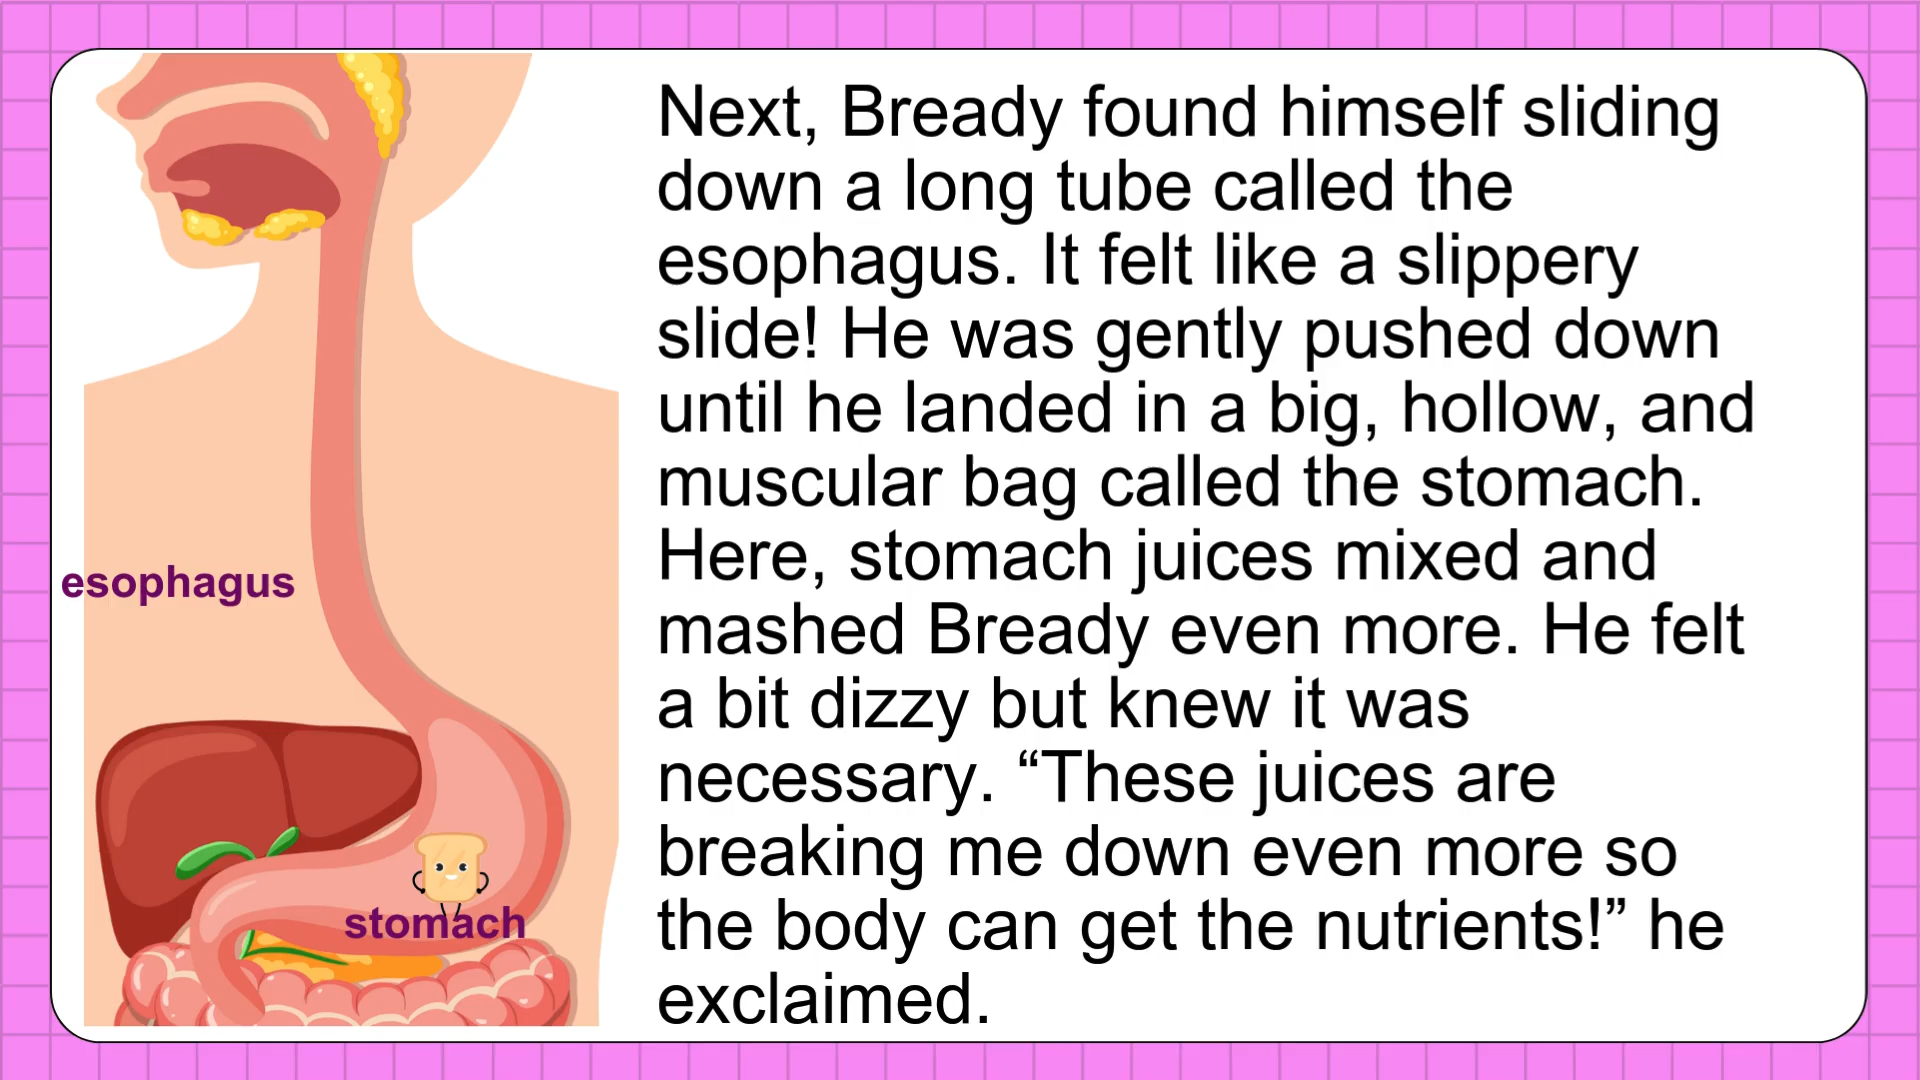 Next, Bready found himself sliding
down a long tube called the
esophagus. It felt like a slippery
slide! He was gently pushed down
until he landed in a big, hollow, and
muscular bag called the stomach.
Here, stomach juices mixed and
mashed Bready even more. He felt
a bit dizzy but knew it was
necessary. “These juices are
breaking me down even more so
the body can get the nutrients!” he
exclaimed.
esophagus
stomach